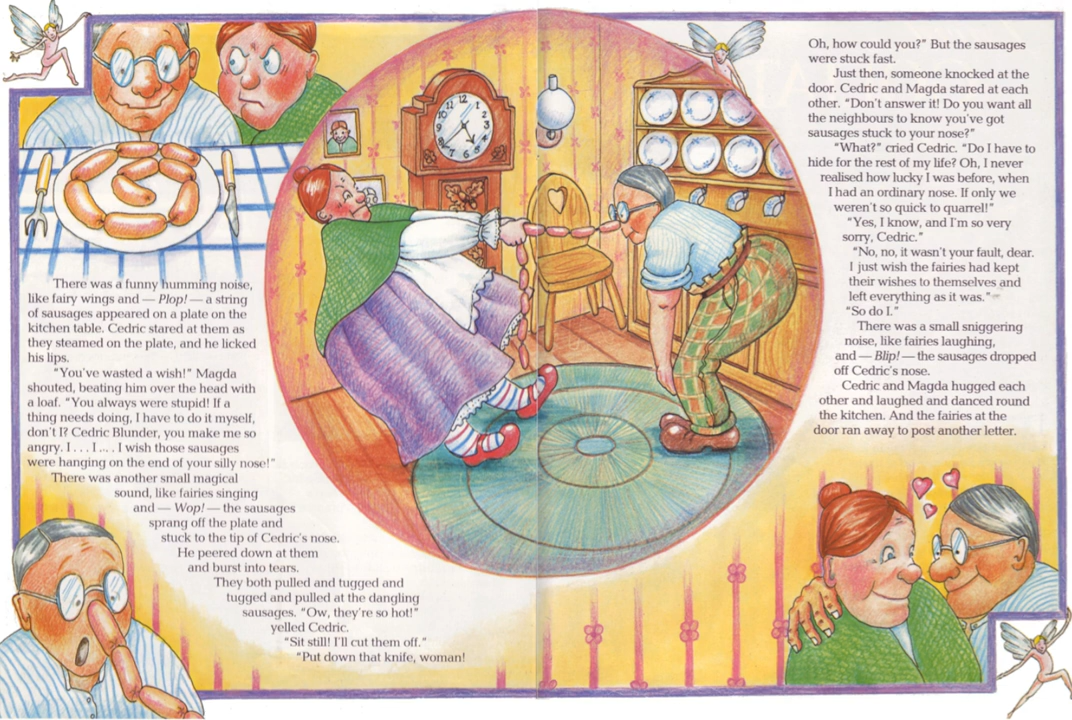 There was a funny humming noise,
like fairy wings and — Plop! — a string
of sausages appeared on a plate on the
kitchen table. Cedric stared at them as
they steamed on the plate, and he licked
his lips.
"You've wasted a wish!" Magda
shouted, beating him over the head with
a loaf. "You always were stupid! If a
thing needs doing, I have to do it myself,
don't I? Cedric Blunder, you make me so
angry. I . . . I . . . I wish those sausages
were hanging on the end of your silly nose!"
There was another small magical
sound, like fairies singing
and — Wop! — the sausages
sprang off the plate and
stuck to the tip of Cedric's nose.
He peered down at them
and burst into tears.
They both pulled and tugged and
tugged and pulled at the dangling
sausages. "Ow, they're so hot!"
yelled Cedric.
"Sit still! I'll cut them off."
"Put down that knife, woman!
12
1
2
3
4
5
6
7
8
9
10
11
Oh, how could you?" But the sausages
were stuck fast.
Just then, someone knocked at the
door. Cedric and Magda stared at each
other. "Don't answer it! Do you want all
the neighbours to know you've got
sausages stuck to your nose?"
"What?" cried Cedric. "Do I have to
hide for the rest of my life? Oh, I never
realised how lucky I was before, when
I had an ordinary nose. If only we
weren't so quick to quarrel!"
"Yes, I know, and I'm so very
sorry, Cedric."
"No, no, it wasn't your fault, dear.
I just wish the fairies had kept
their wishes to themselves and
left everything as it was."
"So do I."
There was a small sniggering
noise, like fairies laughing,
and — Blip! — the sausages dropped
off Cedric's nose.
Cedric and Magda hugged each
other and laughed and danced round
the kitchen. And the fairies at the
door ran away to post another letter.